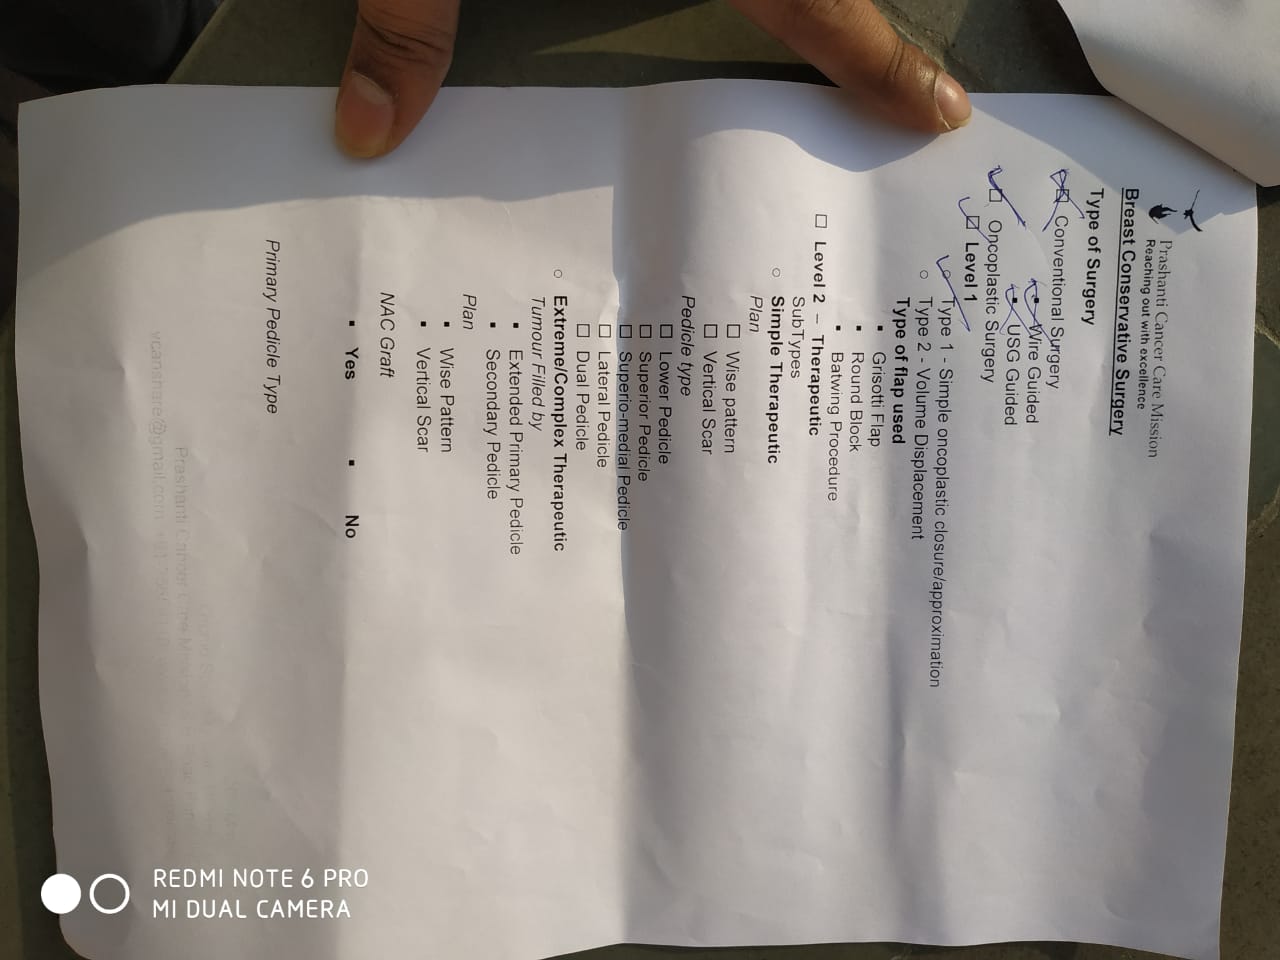 Prashanti Cancer Care Mission
Reaching out with excellence
Breast Conservative Surgery
Type of Surgery
☐ Conventional Surgery
▪ Wire Guided
▪ USG Guided
☐ Oncoplastic Surgery
☐ Level 1
○ Type 1 - Simple oncoplastic closure/approximation
○ Type 2 - Volume Displacement
Type of flap used
▪ Grisotti Flap
▪ Round Block
▪ Batwing Procedure
☐ Level 2 – Therapeutic
SubTypes
○ Simple Therapeutic
Plan
☐ Wise pattern
☐ Vertical Scar
Pedicle type
☐ Lower Pedicle
☐ Superior Pedicle
☐ Superio-medial Pedicle
☐ Lateral Pedicle
☐ Dual Pedicle
○ Extreme/Complex Therapeutic
Tumour Filled by
▪ Extended Primary Pedicle
▪ Secondary Pedicle
Plan
▪ Wise Pattern
▪ Vertical Scar
NAC Graft
▪ Yes ▪ No
Primary Pedicle Type
Prashanti Cancer Care Mission
REDMI NOTE 6 PRO
MI DUAL CAMERA